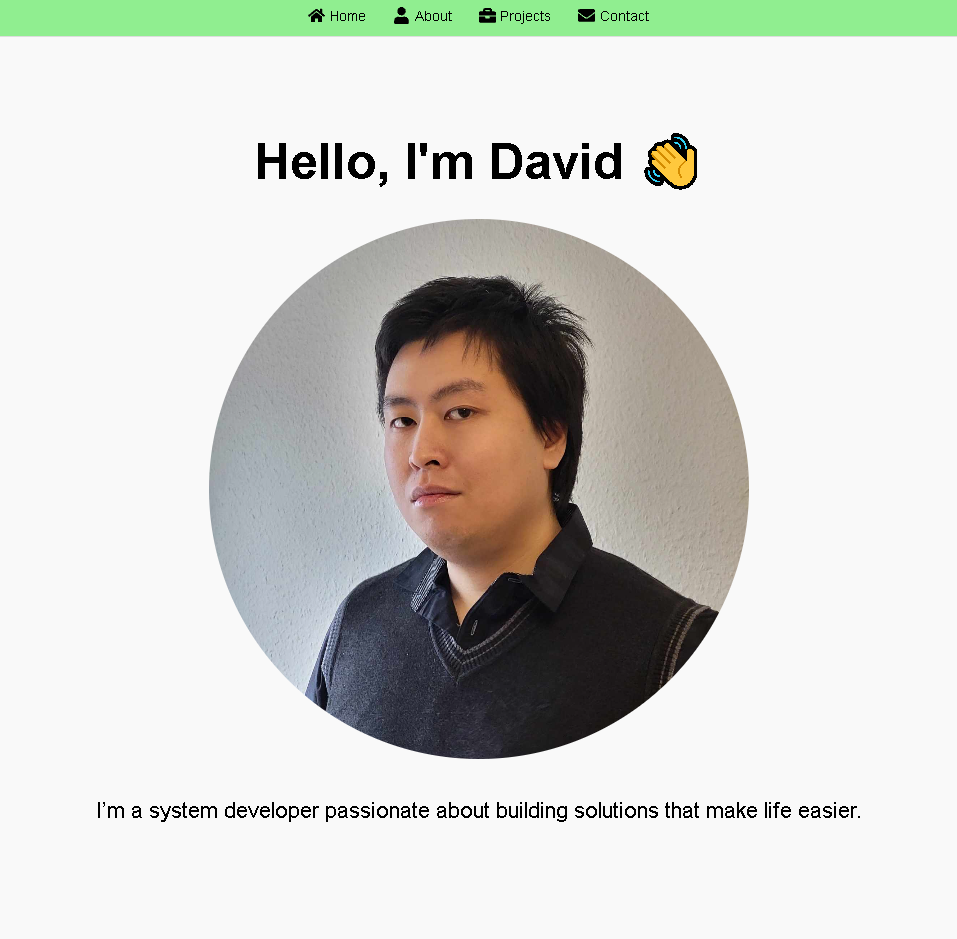 Home About Projects Contact
Hello, I'm David 👋
I’m a system developer passionate about building solutions that make life easier.